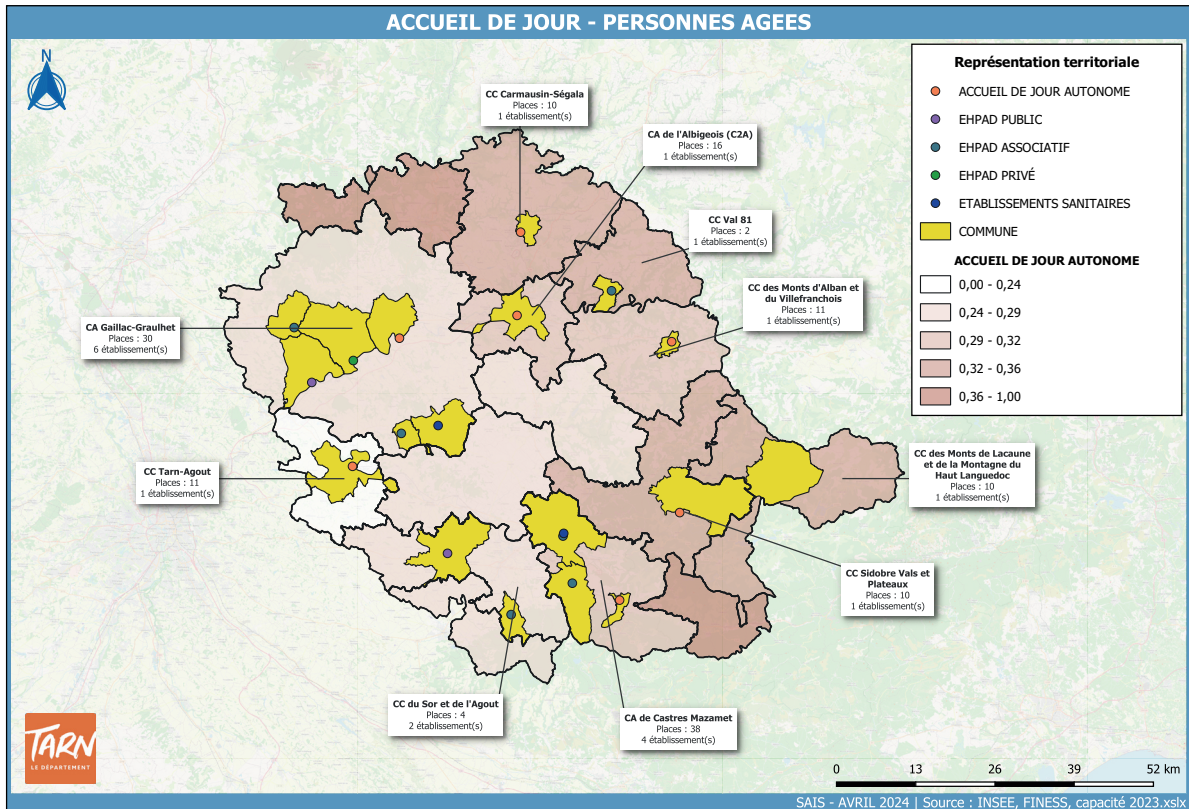 ACCUEIL DE JOUR - PERSONNES AGEES
N
Représentation territoriale
ACCUEIL DE JOUR AUTONOME
EHPAD PUBLIC
EHPAD ASSOCIATIF
EHPAD PRIVÉ
ETABLISSEMENTS SANITAIRES
COMMUNE
ACCUEIL DE JOUR AUTONOME
0,00 - 0,24
0,24 - 0,29
0,29 - 0,32
0,32 - 0,36
0,36 - 1,00
CC Carmausin-Ségala
Places : 10
1 établissement(s)
CA de l'Albigeois (C2A)
Places : 16
1 établissement(s)
CC Val 81
Places : 2
1 établissement(s)
CC des Monts d'Alban et
du Villefranchois
Places : 11
1 établissement(s)
CA Gaillac-Graulhet
Places : 30
6 établissement(s)
CC Tarn-Agout
Places : 11
1 établissement(s)
CC des Monts de Lacaune
et de la Montagne du
Haut Languedoc
Places : 10
1 établissement(s)
CC Sidobre Vals et
Plateaux
Places : 10
1 établissement(s)
CC du Sor et de l'Agout
Places : 4
2 établissement(s)
CA de Castres Mazamet
Places : 38
4 établissement(s)
TARN
LE DÉPARTEMENT
0 13 26 39 52 km
SAIS - AVRIL 2024 | Source : INSEE, FINESS, capacité 2023.xslx